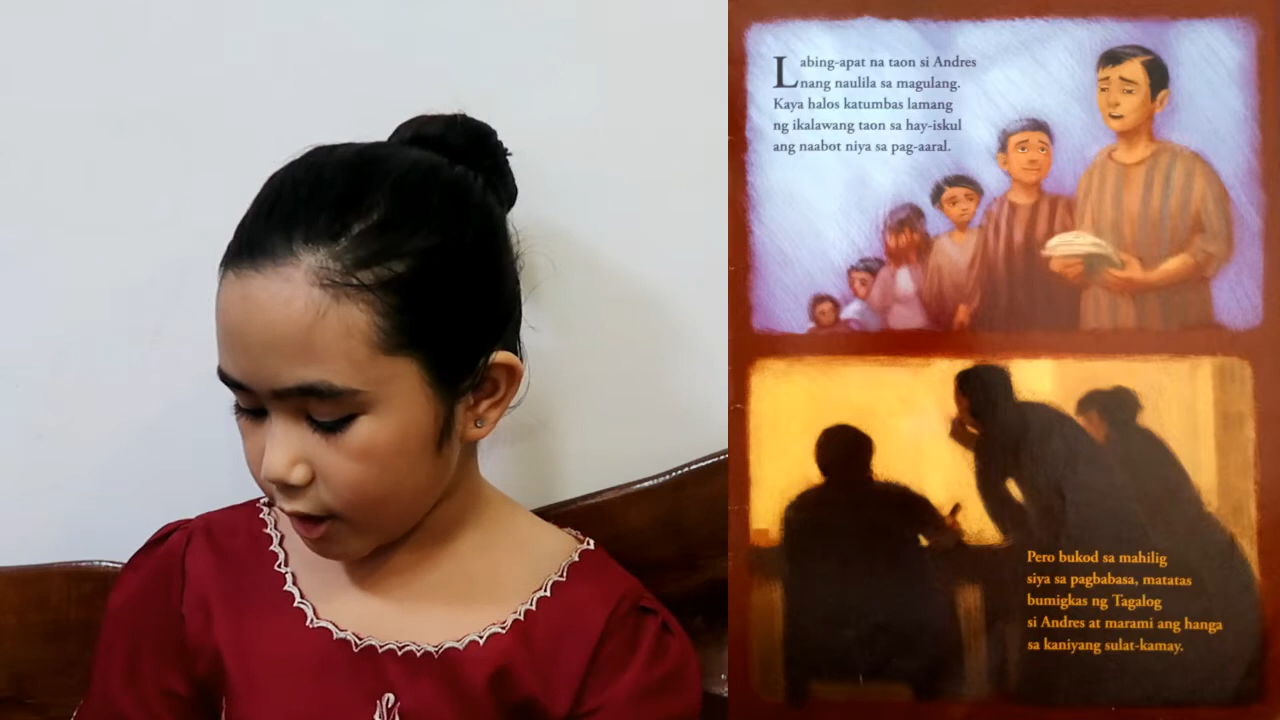 Labing-apat na taon si Andres
nang naulila sa magulang.
Kaya halos katumbas lamang
ng ikalawang taon sa hay-iskul
ang naabot niya sa pag-aaral.
Pero bukod sa mahilig
siya sa pagbabasa, matatas
bumigkas ng Tagalog
si Andres at marami ang hanga
sa kaniyang sulat-kamay.